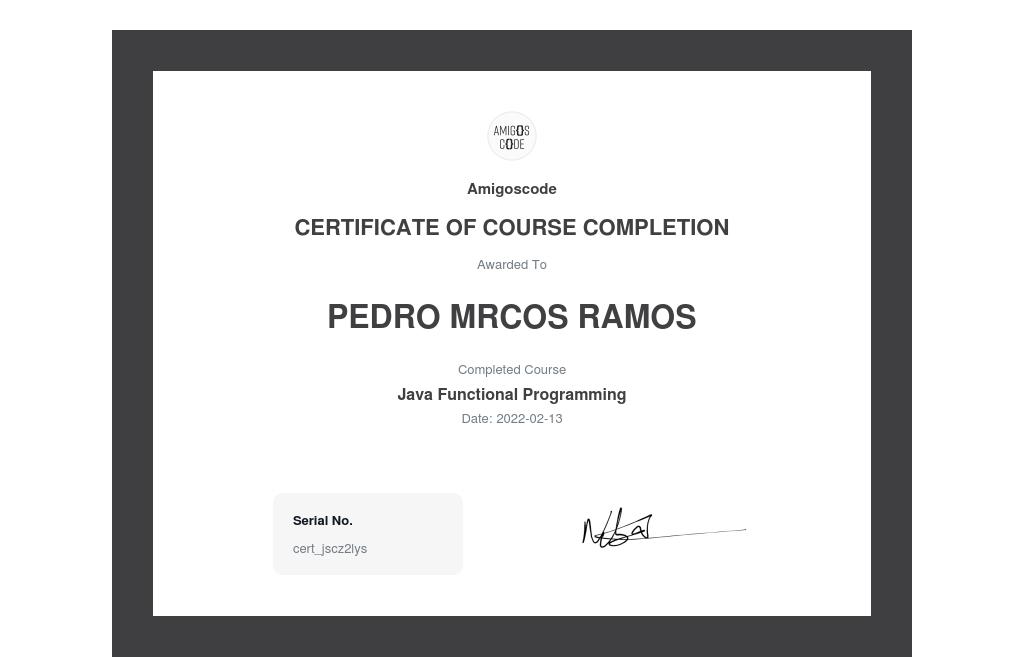 AMIGOS
CODE
Amigoscode
CERTIFICATE OF COURSE COMPLETION
Awarded To
PEDRO MRCOS RAMOS
Completed Course
Java Functional Programming
Date: 2022-02-13
Serial No.
cert_jscz2lys